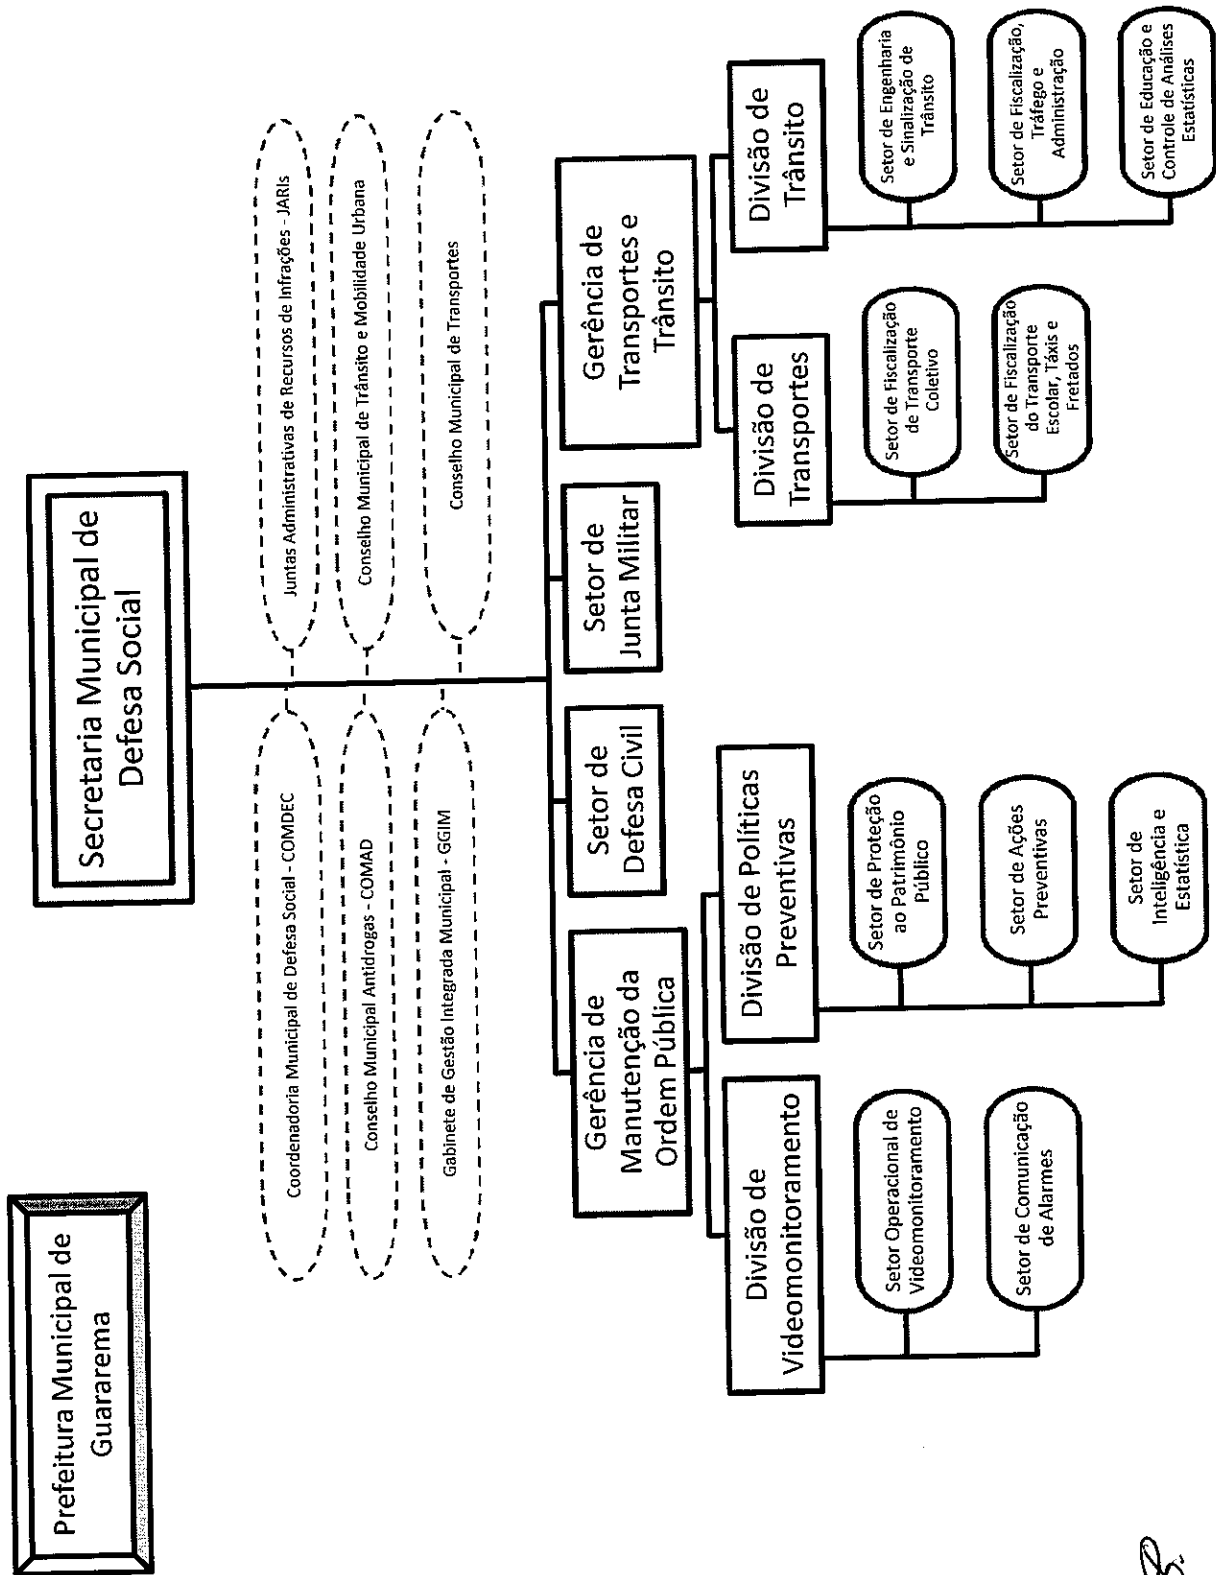 Prefeitura Municipal de
Guararema
Secretaria Municipal de
Defesa Social
Coordenadoria Municipal de Defesa Social - COMDEC
Juntas Administrativas de Recursos de Infrações - JARIs
Conselho Municipal Antidrogas - COMAD
Conselho Municipal de Trânsito e Mobilidade Urbana
Gabinete de Gestão Integrada Municipal - GGIM
Conselho Municipal de Transportes
Gerência de
Manutenção da
Ordem Pública
Setor de
Defesa Civil
Setor de
Junta Militar
Gerência de
Transportes e
Trânsito
Divisão de
Videomonitoramento
Divisão de Políticas
Preventivas
Divisão de
Transportes
Divisão de
Trânsito
Setor Operacional de
Videomonitoramento
Setor de Comunicação
de Alarmes
Setor de Proteção
ao Patrimônio
Público
Setor de Ações
Preventivas
Setor de
Inteligência e
Estatística
Setor de Fiscalização
de Transporte
Coletivo
Setor de Fiscalização
do Transporte
Escolar, Táxis e
Fretados
Setor de Engenharia
e Sinalização de
Trânsito
Setor de Fiscalização,
Tráfego e
Administração
Setor de Educação e
Controle de Análises
Estatísticas